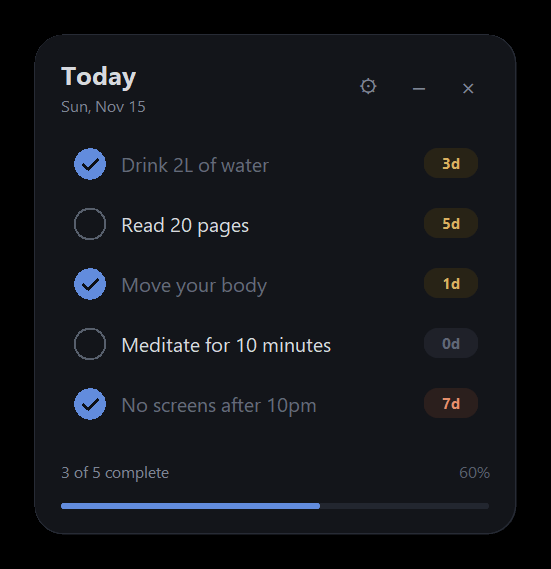 Today
Sun, Nov 15
Drink 2L of water 3d
Read 20 pages 5d
Move your body 1d
Meditate for 10 minutes 0d
No screens after 10pm 7d
3 of 5 complete 60%